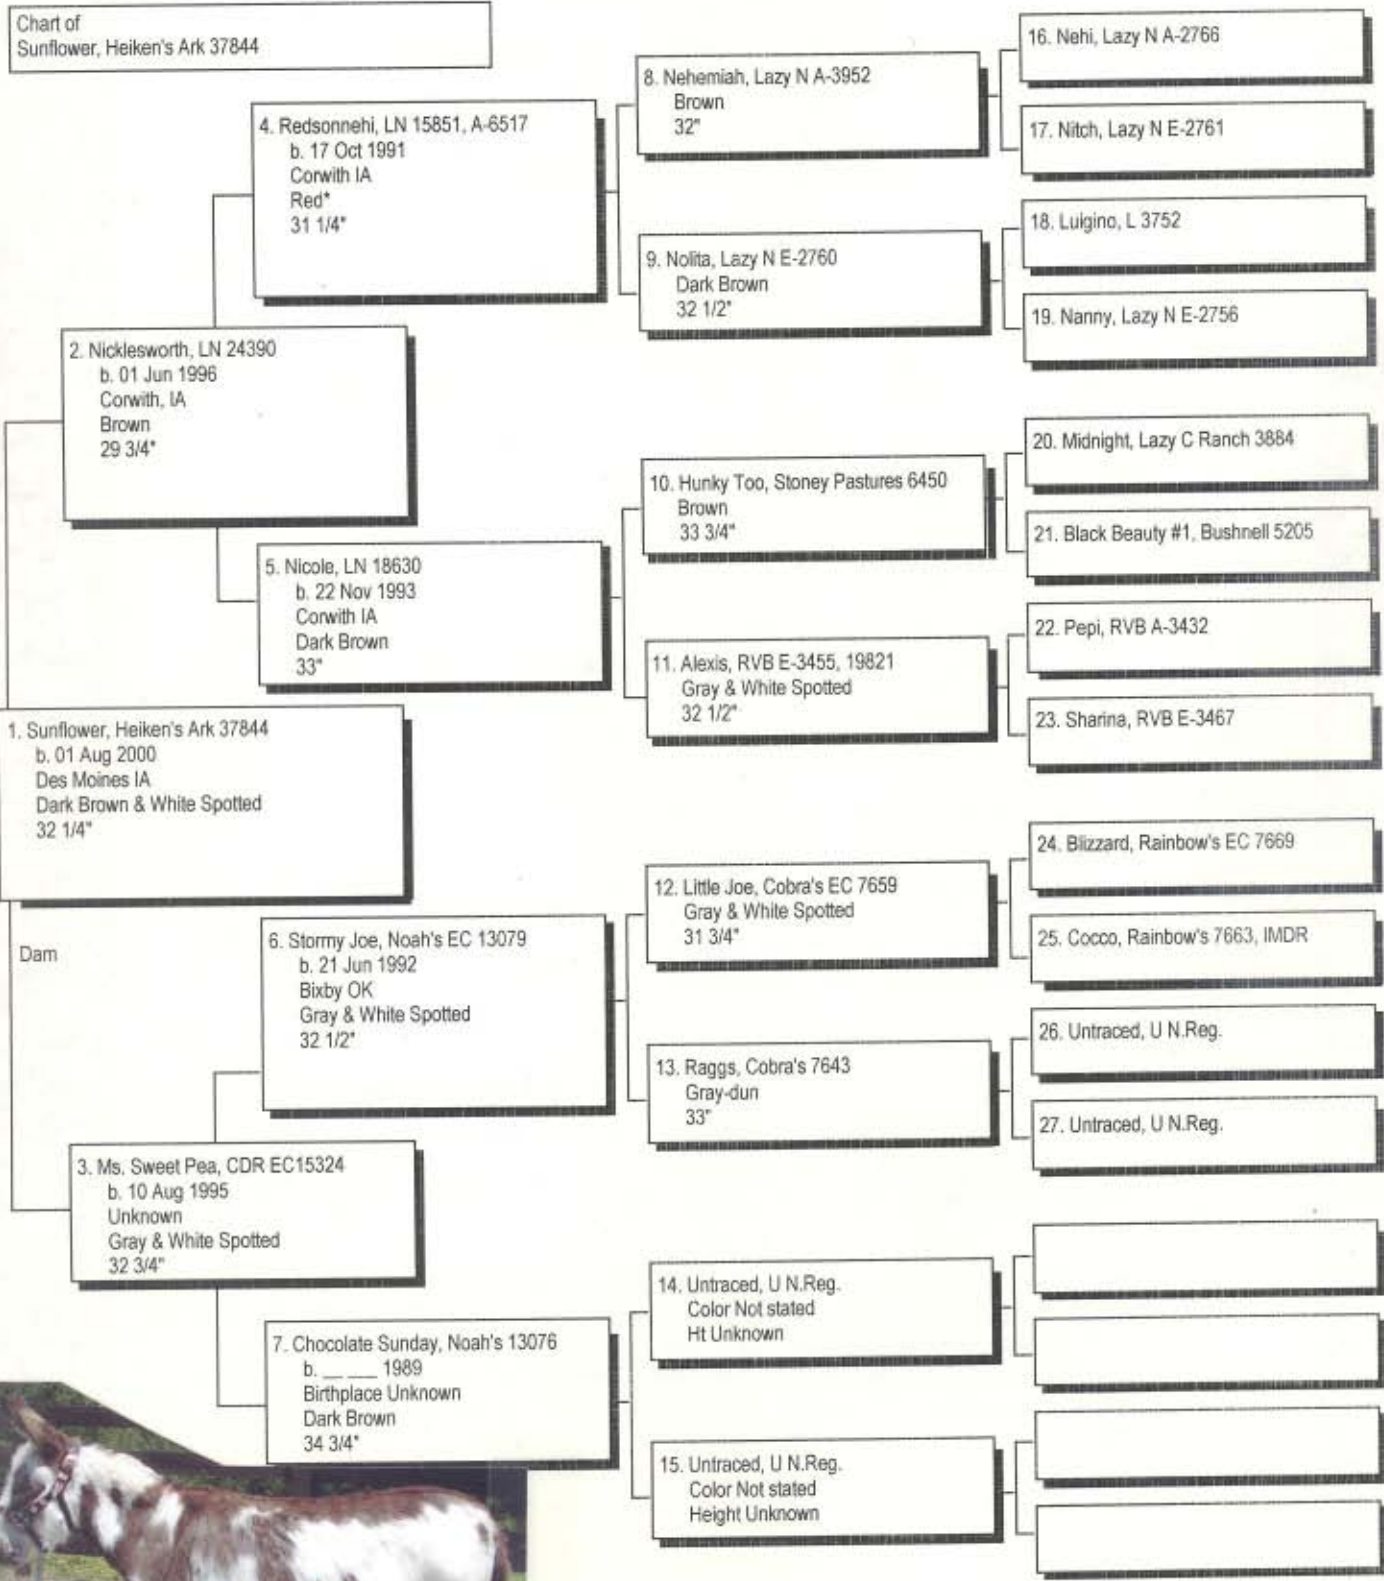 Chart of
Sunflower, Heiken's Ark 37844
16. Nehi, Lazy N A-2766
8. Nehemiah, Lazy N A-3952
Brown
32"
17. Nitch, Lazy N E-2761
4. Redsonnehi, LN 15851, A-6517
b. 17 Oct 1991
Corwith IA
Red*
31 1/4"
18. Luigino, L 3752
9. Nolita, Lazy N E-2760
Dark Brown
32 1/2"
19. Nanny, Lazy N E-2756
2. Nicklesworth, LN 24390
b. 01 Jun 1996
Corwith, IA
Brown
29 3/4"
20. Midnight, Lazy C Ranch 3884
10. Hunky Too, Stoney Pastures 6450
Brown
33 3/4"
21. Black Beauty #1, Bushnell 5205
5. Nicole, LN 18630
b. 22 Nov 1993
Corwith IA
Dark Brown
33"
22. Pepi, RVB A-3432
11. Alexis, RVB E-3455, 19821
Gray & White Spotted
32 1/2"
23. Sharina, RVB E-3467
1. Sunflower, Heiken's Ark 37844
b. 01 Aug 2000
Des Moines IA
Dark Brown & White Spotted
32 1/4"
24. Blizzard, Rainbow's EC 7669
12. Little Joe, Cobra's EC 7659
Gray & White Spotted
31 3/4"
25. Cocco, Rainbow's 7663, IMDR
Dam
6. Stormy Joe, Noah's EC 13079
b. 21 Jun 1992
Bixby OK
Gray & White Spotted
32 1/2"
26. Untraced, U N.Reg.
13. Raggs, Cobra's 7643
Gray-dun
33"
27. Untraced, U N.Reg.
3. Ms. Sweet Pea, CDR EC15324
b. 10 Aug 1995
Unknown
Gray & White Spotted
32 3/4"
14. Untraced, U N.Reg.
Color Not stated
Ht Unknown
7. Chocolate Sunday, Noah's 13076
b. __ ___ 1989
Birthplace Unknown
Dark Brown
34 3/4"
15. Untraced, U N.Reg.
Color Not stated
Height Unknown